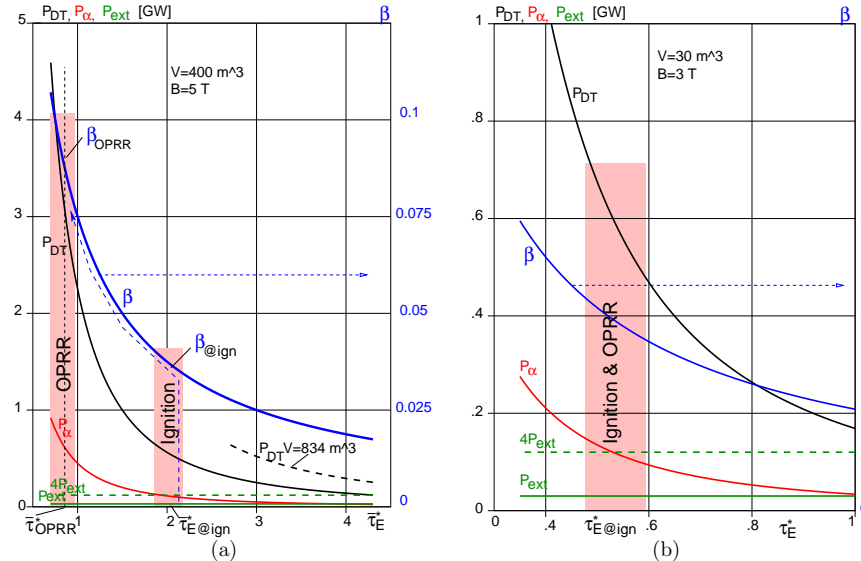 P_DT, P_α P_ext [GW] β
V=400 m^3
B=5 T
5
4
3
2
1
0
0.1
0.075
0.05
0.025
0
β_OPRR
P_DT
OPRR
β
β_@ign
Ignition
P_DT V=834 m^3
P_α
4P_ext
P_ext
τ̅*_OPRR 1 2 τ̅*_E@ign 3 4 τ̅*_E
(a)
P_DT, P_α P_ext [GW]
V=30 m^3
B=3 T
1
.8
.6
.4
.2
0
P_DT
β
Ignition & OPRR
P_α
4P_ext
P_ext
.4 τ*_E@ign .6 .8 τ*_E 1
(b)